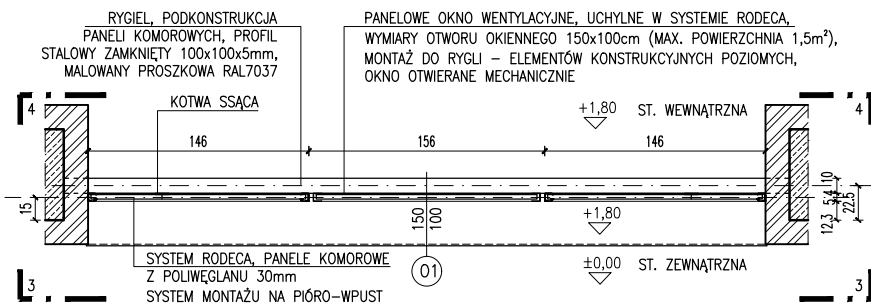 RYGIEL, PODKONSTRUKCJA
PANELI KOMOROWYCH, PROFIL
STALOWY ZAMKNIĘTY 100x100x5mm,
MALOWANY PROSZKOWA RAL7037
PANELOWE OKNO WENTYLACYJNE, UCHYLNE W SYSTEMIE RODECA,
WYMIARY OTWORU OKIENNEGO 150x100cm (MAX. POWIERZCHNIA 1,5m²),
MONTAŻ DO RYGLI – ELEMENTÓW KONSTRUKCYJNYCH POZIOMYCH,
OKNO OTWIERANE MECHANICZNIE
4
KOTWA SSĄCA
+1,80
ST. WEWNĄTRZNA
4
146
156
146
15
10
5,4
12,3
22,5
150
100
+1,80
SYSTEM RODECA, PANELE KOMOROWE
Z POLIWĘGLANU 30mm
SYSTEM MONTAŻU NA PIÓRO-WPUST
01
±0,00
ST. ZEWNĄTRZNA
3
3